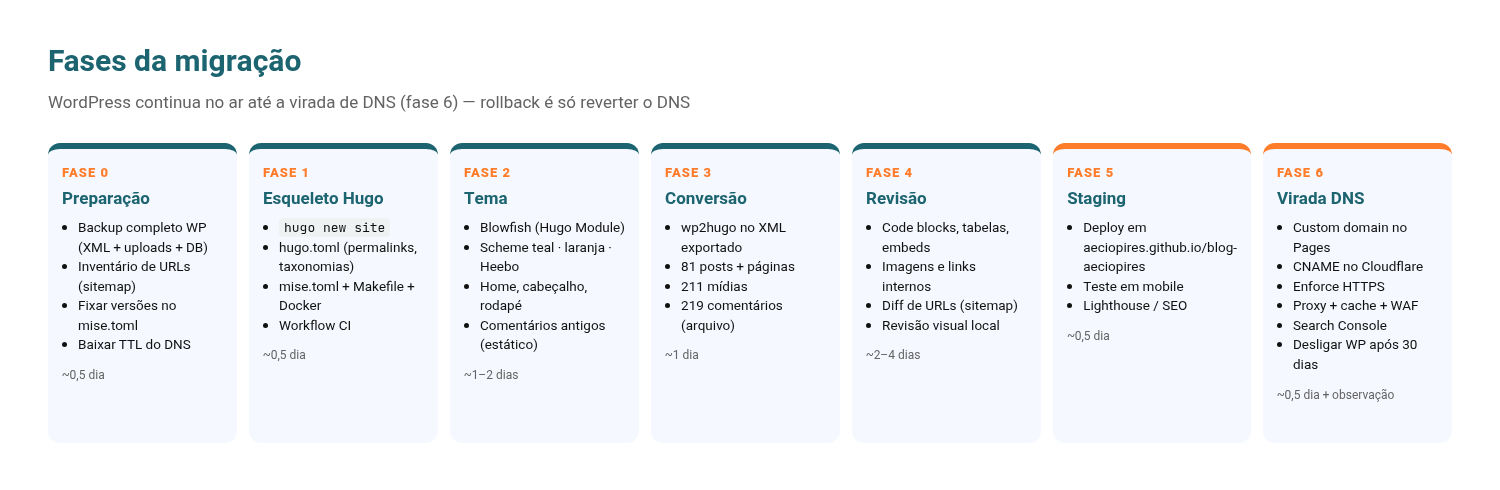 Fases da migração
WordPress continua no ar até a virada de DNS (fase 6) — rollback é só reverter o DNS
FASE 0
Preparação
• Backup completo WP
(XML + uploads + DB)
• Inventário de URLs
(sitemap)
• Fixar versões no
mise.toml
• Baixar TTL do DNS
~0,5 dia
FASE 1
Esqueleto Hugo
• hugo new site
• hugo.toml (permalinks,
taxonomias)
• mise.toml + Makefile +
Docker
• Workflow CI
~0,5 dia
FASE 2
Tema
• Blowfish (Hugo Module)
• Scheme teal · laranja ·
Heebo
• Home, cabeçalho,
rodapé
• Comentários antigos
(estático)
~1–2 dias
FASE 3
Conversão
• wp2hugo no XML
exportado
• 81 posts + páginas
• 211 mídias
• 219 comentários
(arquivo)
~1 dia
FASE 4
Revisão
• Code blocks, tabelas,
embeds
• Imagens e links
internos
• Diff de URLs (sitemap)
• Revisão visual local
~2–4 dias
FASE 5
Staging
• Deploy em
aeciopires.github.io/blog-
aeciopires
• Teste em mobile
• Lighthouse / SEO
~0,5 dia
FASE 6
Virada DNS
• Custom domain no
Pages
• CNAME no Cloudflare
• Enforce HTTPS
• Proxy + cache + WAF
• Search Console
• Desligar WP após 30
dias
~0,5 dia + observação